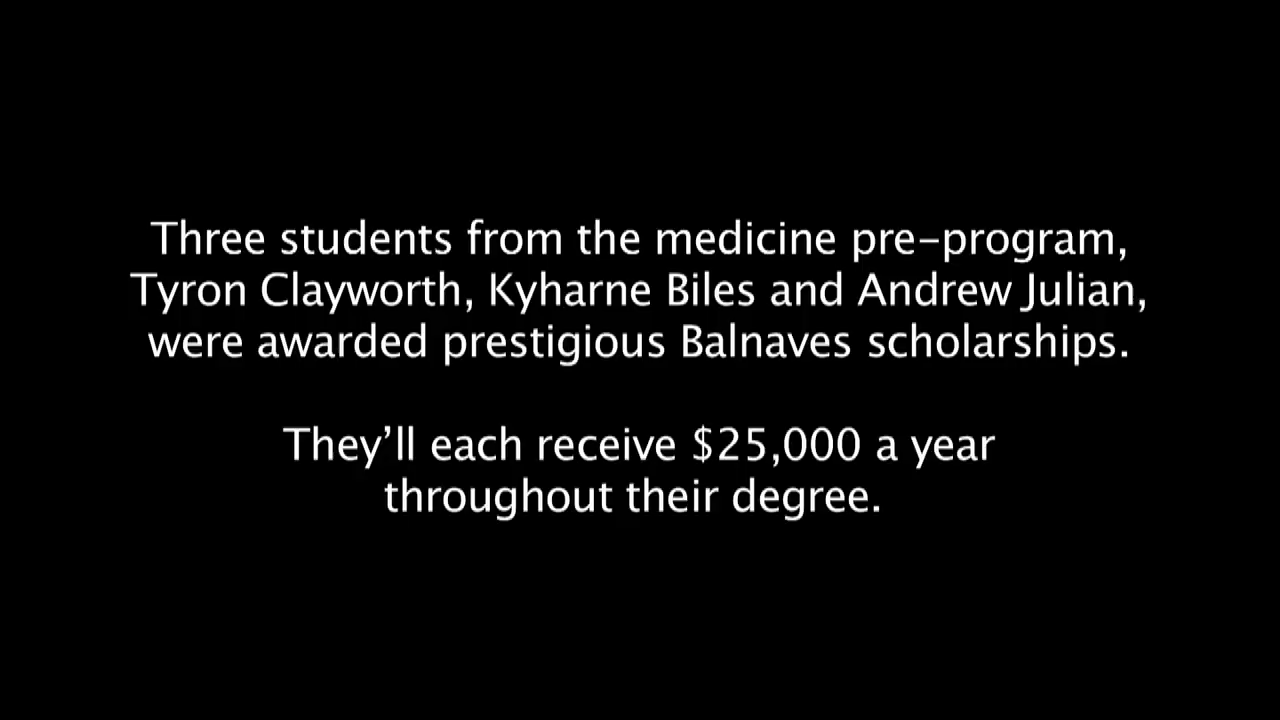 Three students from the medicine pre-program,
Tyron Clayworth, Kyharne Biles and Andrew Julian,
were awarded prestigious Balnaves scholarships.
They’ll each receive $25,000 a year
throughout their degree.